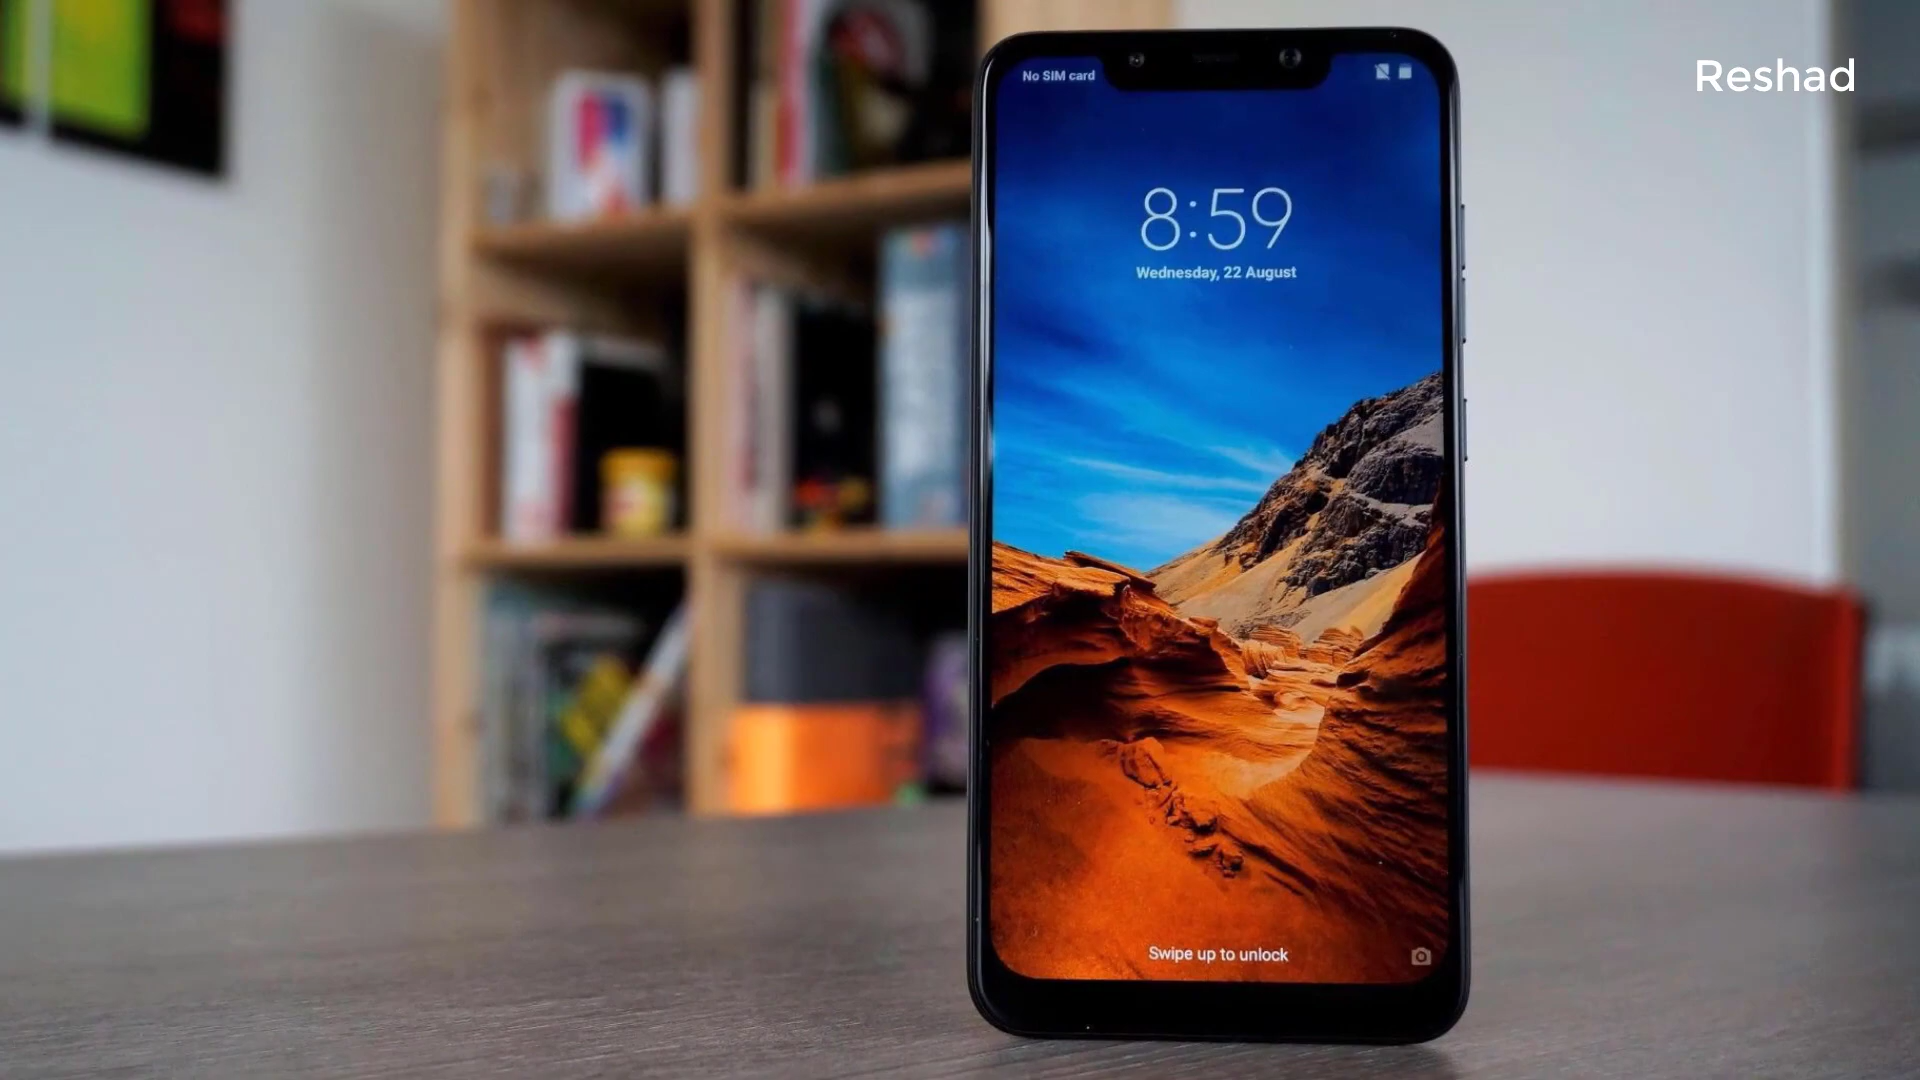 Reshad
No SIM card
8:59
Wednesday, 22 August
Swipe up to unlock